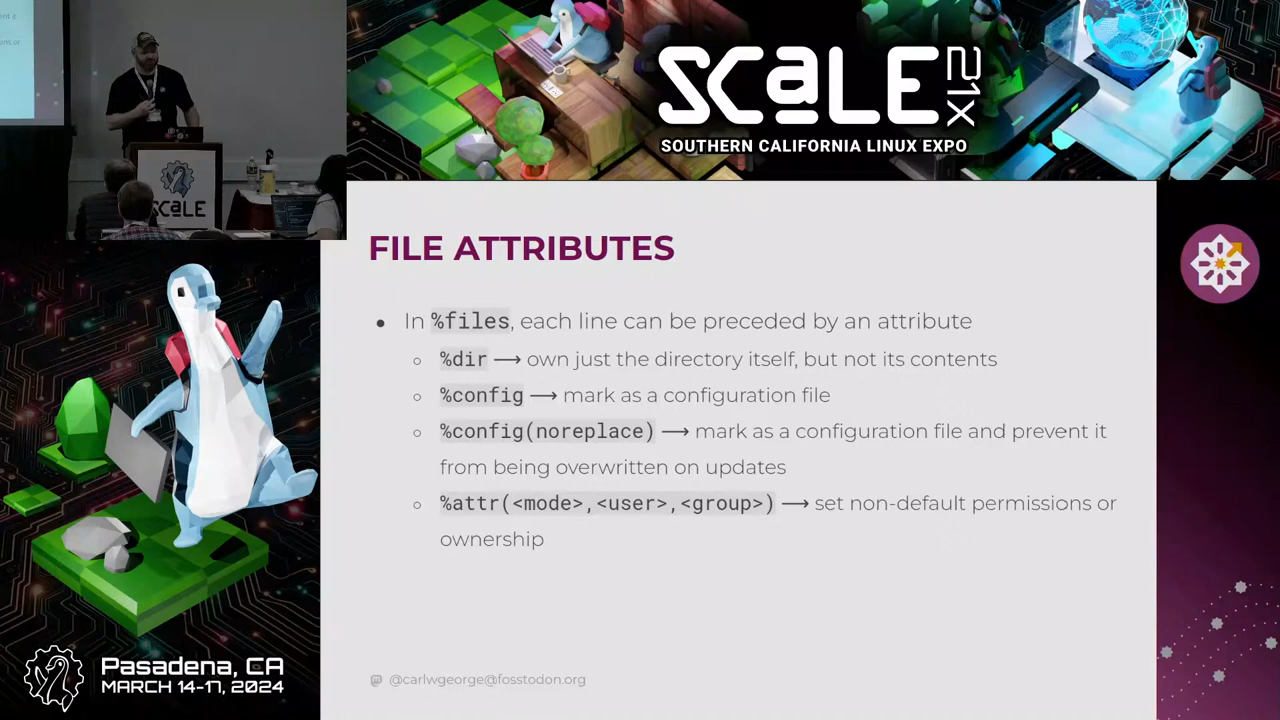 SCALE 21X
SOUTHERN CALIFORNIA LINUX EXPO
SCALE
FILE ATTRIBUTES
● In %files, each line can be preceded by an attribute
○ %dir ⟶ own just the directory itself, but not its contents
○ %config ⟶ mark as a configuration file
○ %config(noreplace) ⟶ mark as a configuration file and prevent it
from being overwritten on updates
○ %attr(<mode>,<user>,<group>) ⟶ set non-default permissions or
ownership
@carlwgeorge@fosstodon.org
Pasadena, CA
MARCH 14-17, 2024